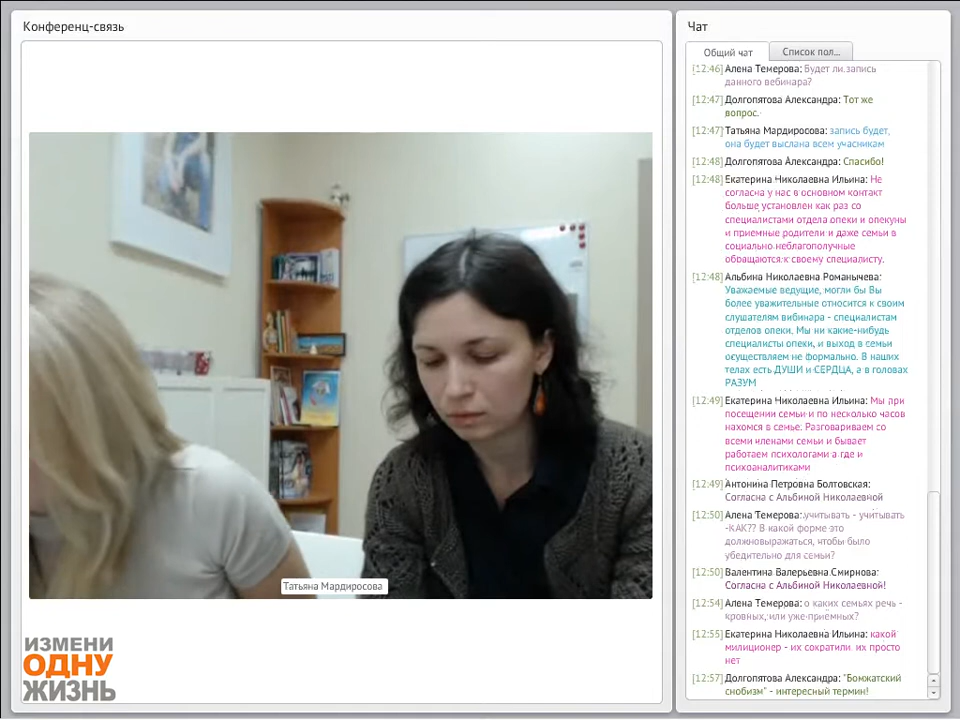 Конференц-связь
Татьяна Мардиросова
ИЗМЕНИ
ОДНУ
ЖИЗНЬ
Чат
Общий чат
Список пол...
[12:46] Алена Темерова: Будет ли запись
данного вебинара?
[12:47] Долгопятова Александра: Тот же
вопрос.
[12:47] Татьяна Мардиросова: запись будет,
она будет выслана всем учасникам
[12:48] Долгопятова Александра: Спасибо!
[12:48] Екатерина Николаевна Ильина: Не
согласна у нас в основном контакт
больше установлен как раз со
специалистами отдела опеки и опекуны
и приемные родители и даже семьи в
социально-неблагополучные
обращаются к своему специалисту.
[12:48] Альбина Николаевна Романычева:
Уважаемые ведущие, могли бы Вы
более уважительные относится к своим
слушателям вибинара - специалистам
отделов опеки. Мы ни какие-нибудь
специалисты опеки, и выход в семьи
осуществляем не формально. В наших
телах есть ДУШИ и СЕРДЦА, а в головах
РАЗУМ
[12:49] Екатерина Николаевна Ильина: Мы при
посещении семьи и по несколько часов
нахомся в семье. Разговариваем со
всеми членами семьи и бывает
работаем психологами а где и
психоаналитиками
[12:49] Антонина Петровна Болтовская:
Согласна с Альбиной Николаевной
[12:50] Алена Темерова: учитывать - учитывать
-КАК?? В какой форме это
должновыражаться, чтобы было
убедительно для семьи?
[12:50] Валентина Валерьевна Смирнова:
Согласна с Альбиной Николаевной!
[12:54] Алена Темерова: о каких семьях речь -
кровных, или уже приёмных?
[12:55] Екатерина Николаевна Ильина: какой
милиционер - их сократили их просто
нет
[12:57] Долгопятова Александра: "Бомжатский
снобизм" - интересный термин!